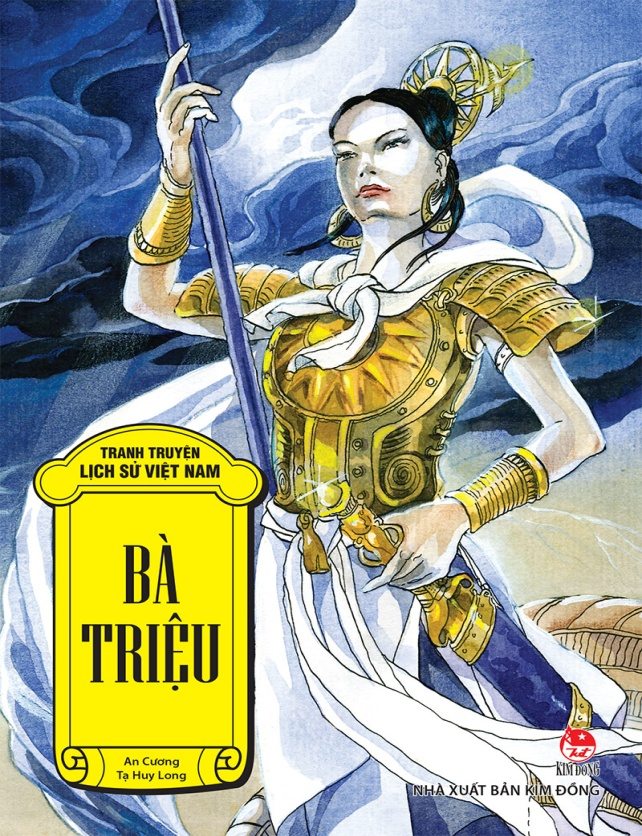 TRANH TRUYỆN
LỊCH SỬ VIỆT NAM
BÀ
TRIỆU
An Cương
Tạ Huy Long
KIM ĐỒNG
NHÀ XUẤT BẢN KIM ĐỒNG